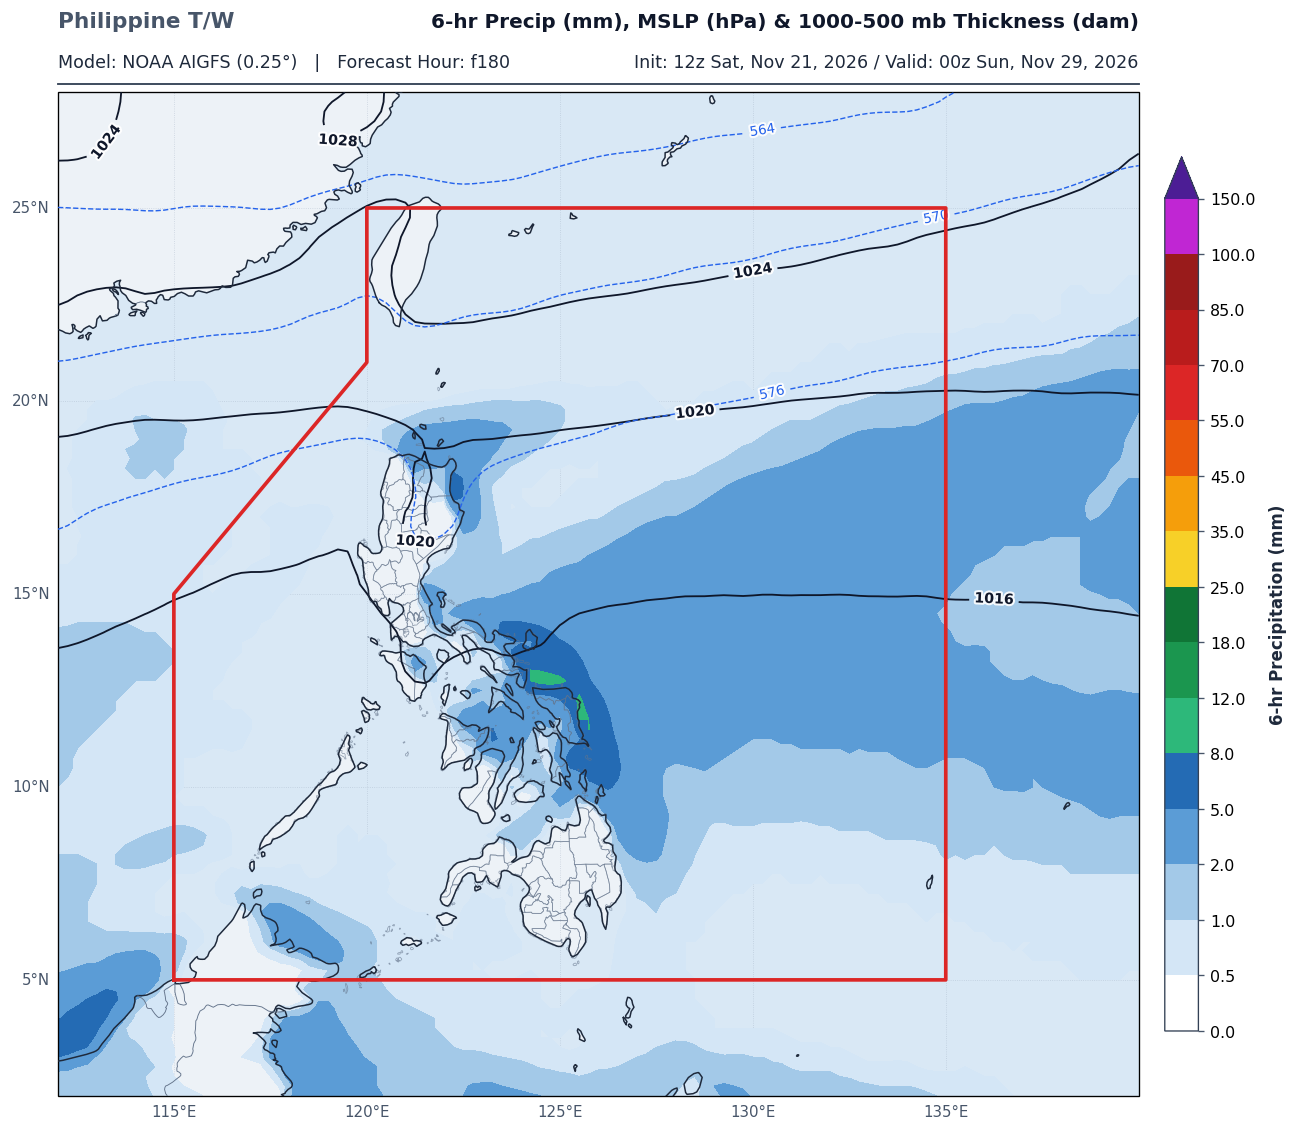 Philippine T/W
6-hr Precip (mm), MSLP (hPa) & 1000-500 mb Thickness (dam)
Model: NOAA AIGFS (0.25°) | Forecast Hour: f180
Init: 12z Sat, Nov 21, 2026 / Valid: 00z Sun, Nov 29, 2026
1024
1028
564
570
1024
576
1020
1020
1016
25°N
20°N
15°N
10°N
5°N
115°E
120°E
125°E
130°E
135°E
150.0
100.0
85.0
70.0
55.0
45.0
35.0
25.0
18.0
12.0
8.0
5.0
2.0
1.0
0.5
0.0
6-hr Precipitation (mm)